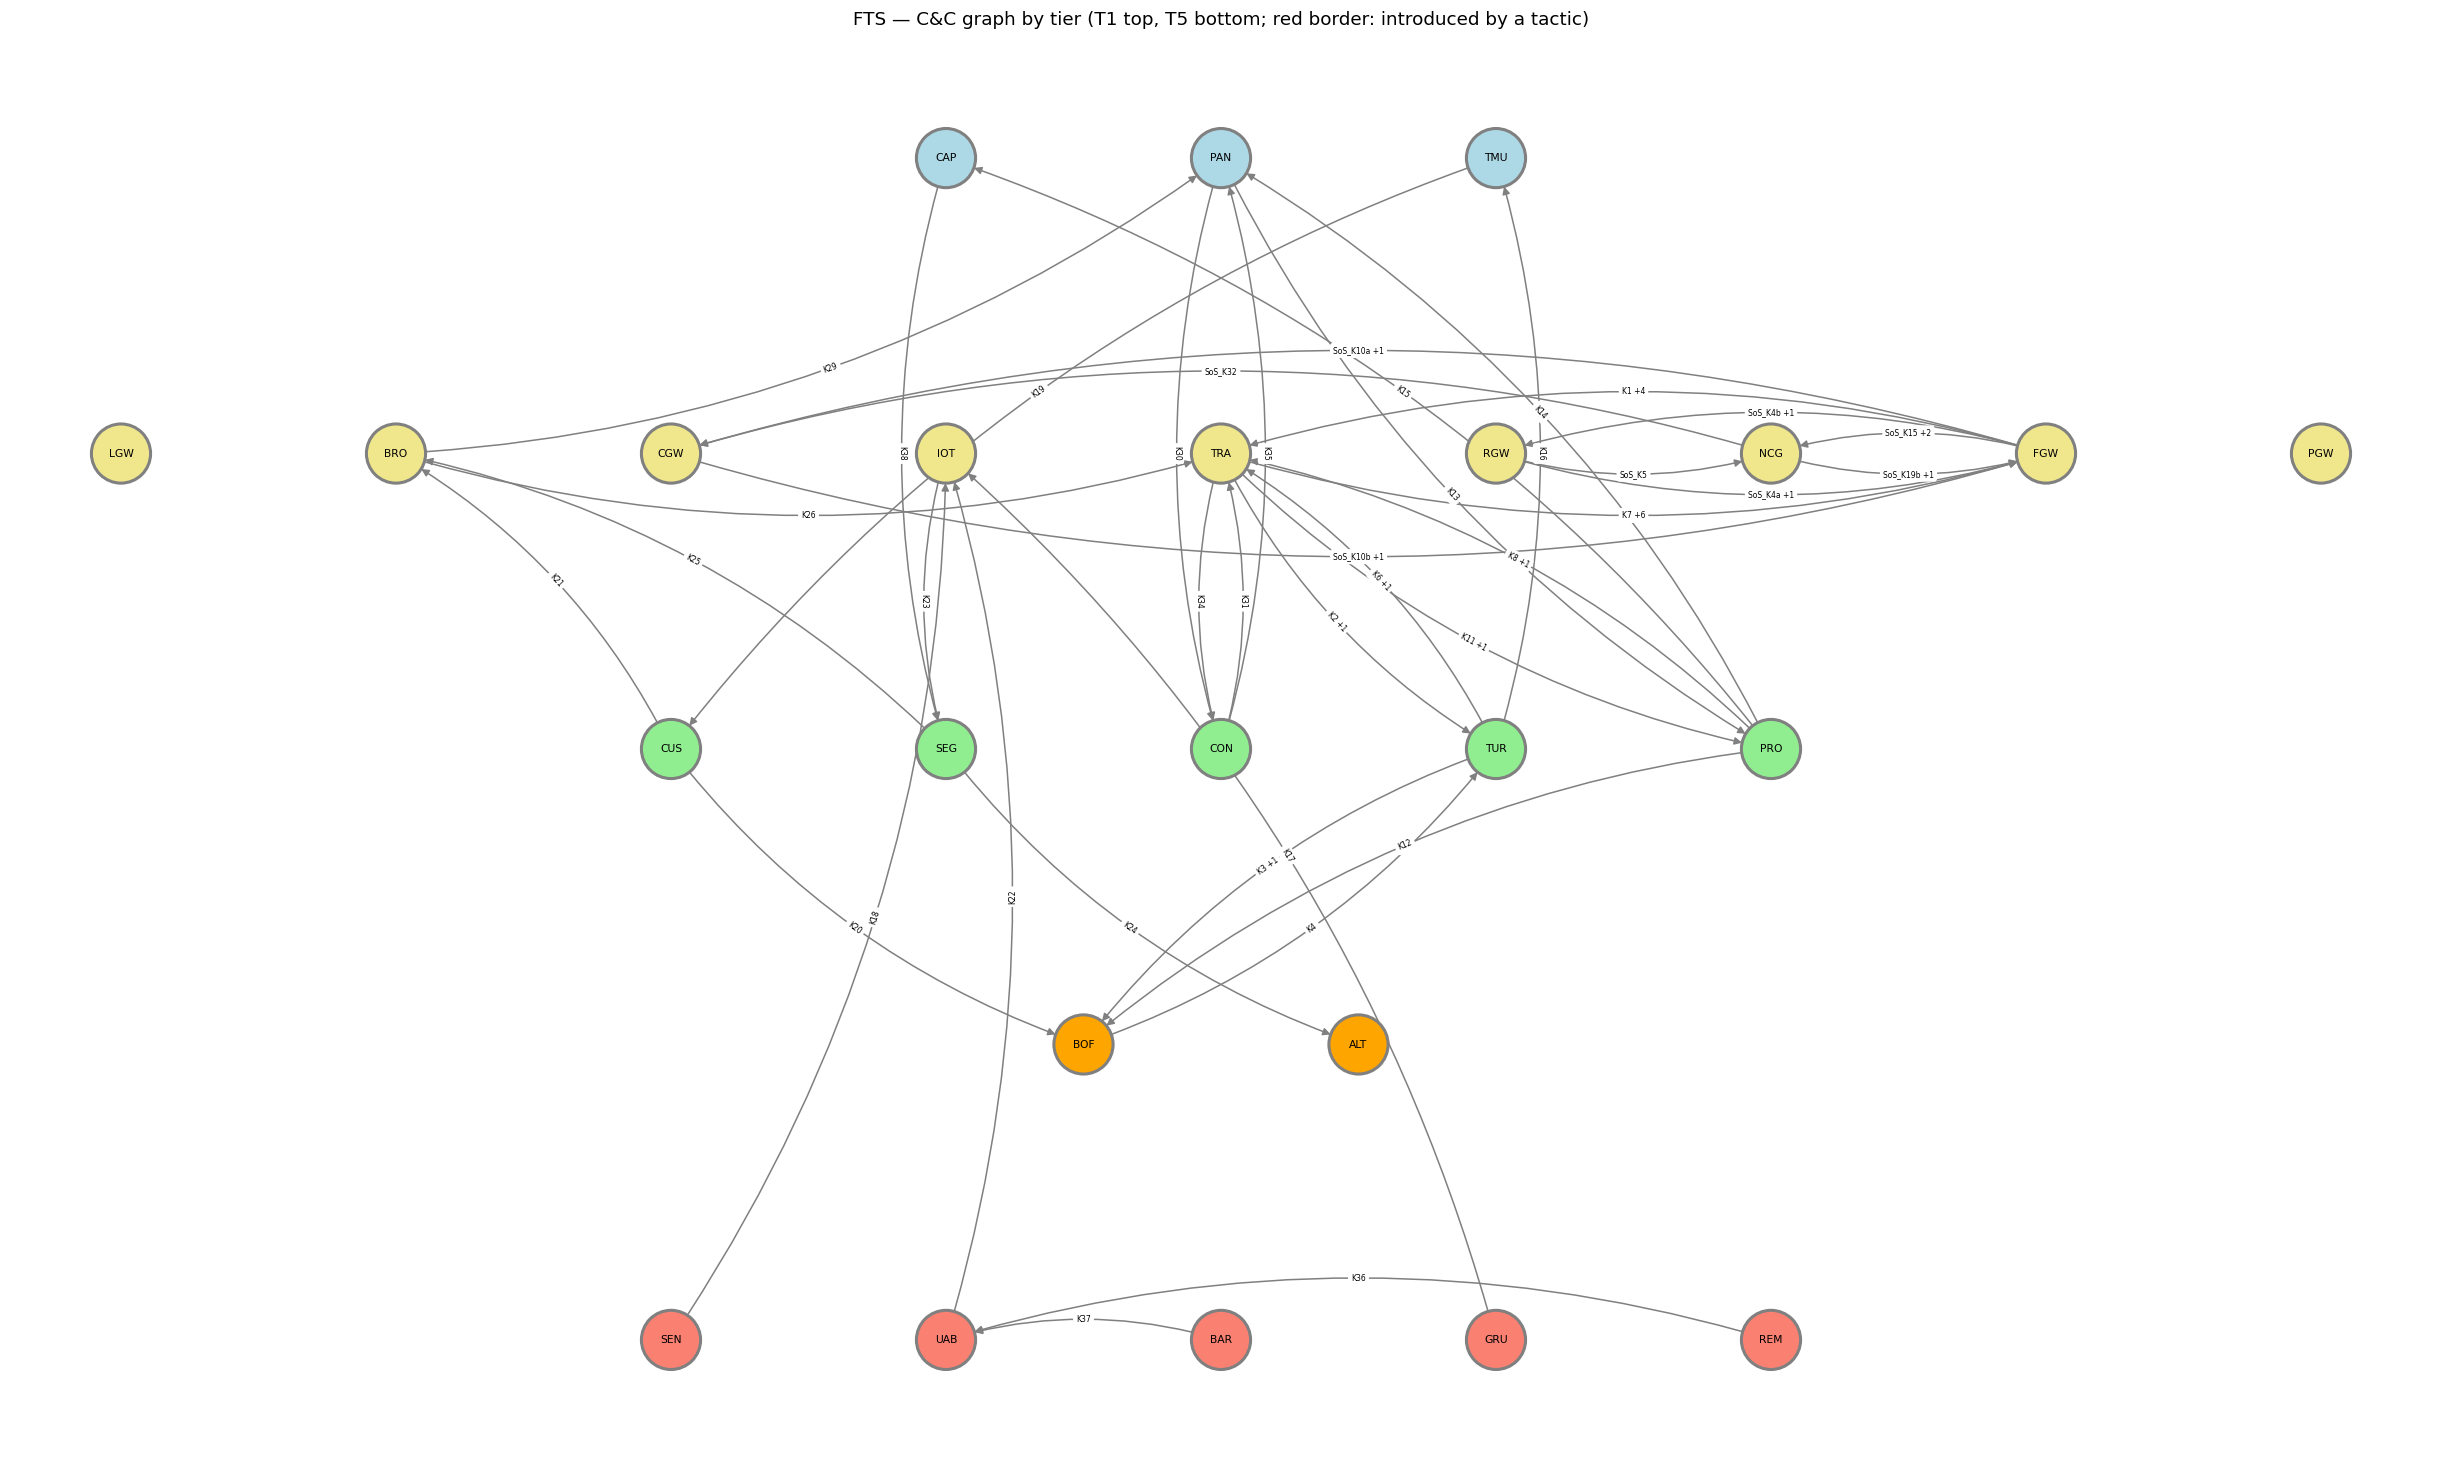 FTS — C&C graph by tier (T1 top, T5 bottom; red border: introduced by a tactic)
CAP
PAN
TMU
K29
SoS_K10a +1
SoS_K32
K19
K15
K1 +4
K14
SoS_K4b +1
SoS_K15 +2
LGW
BRO
CGW
K38
IOT
K30
TRA
K35
RGW
K16
NCG
FGW
PGW
SoS_K5
SoS_K19b +1
K13
SoS_K4a +1
K26
K7 +6
K25
SoS_K10b +1
K8 +1
K21
K6 +1
K23
K34
K31
K2 +1
K11 +1
CUS
SEG
CON
TUR
PRO
K12
K17
K3 +1
K22
K18
K20
K24
K4
BOF
ALT
K36
K37
SEN
UAB
BAR
GRU
REM